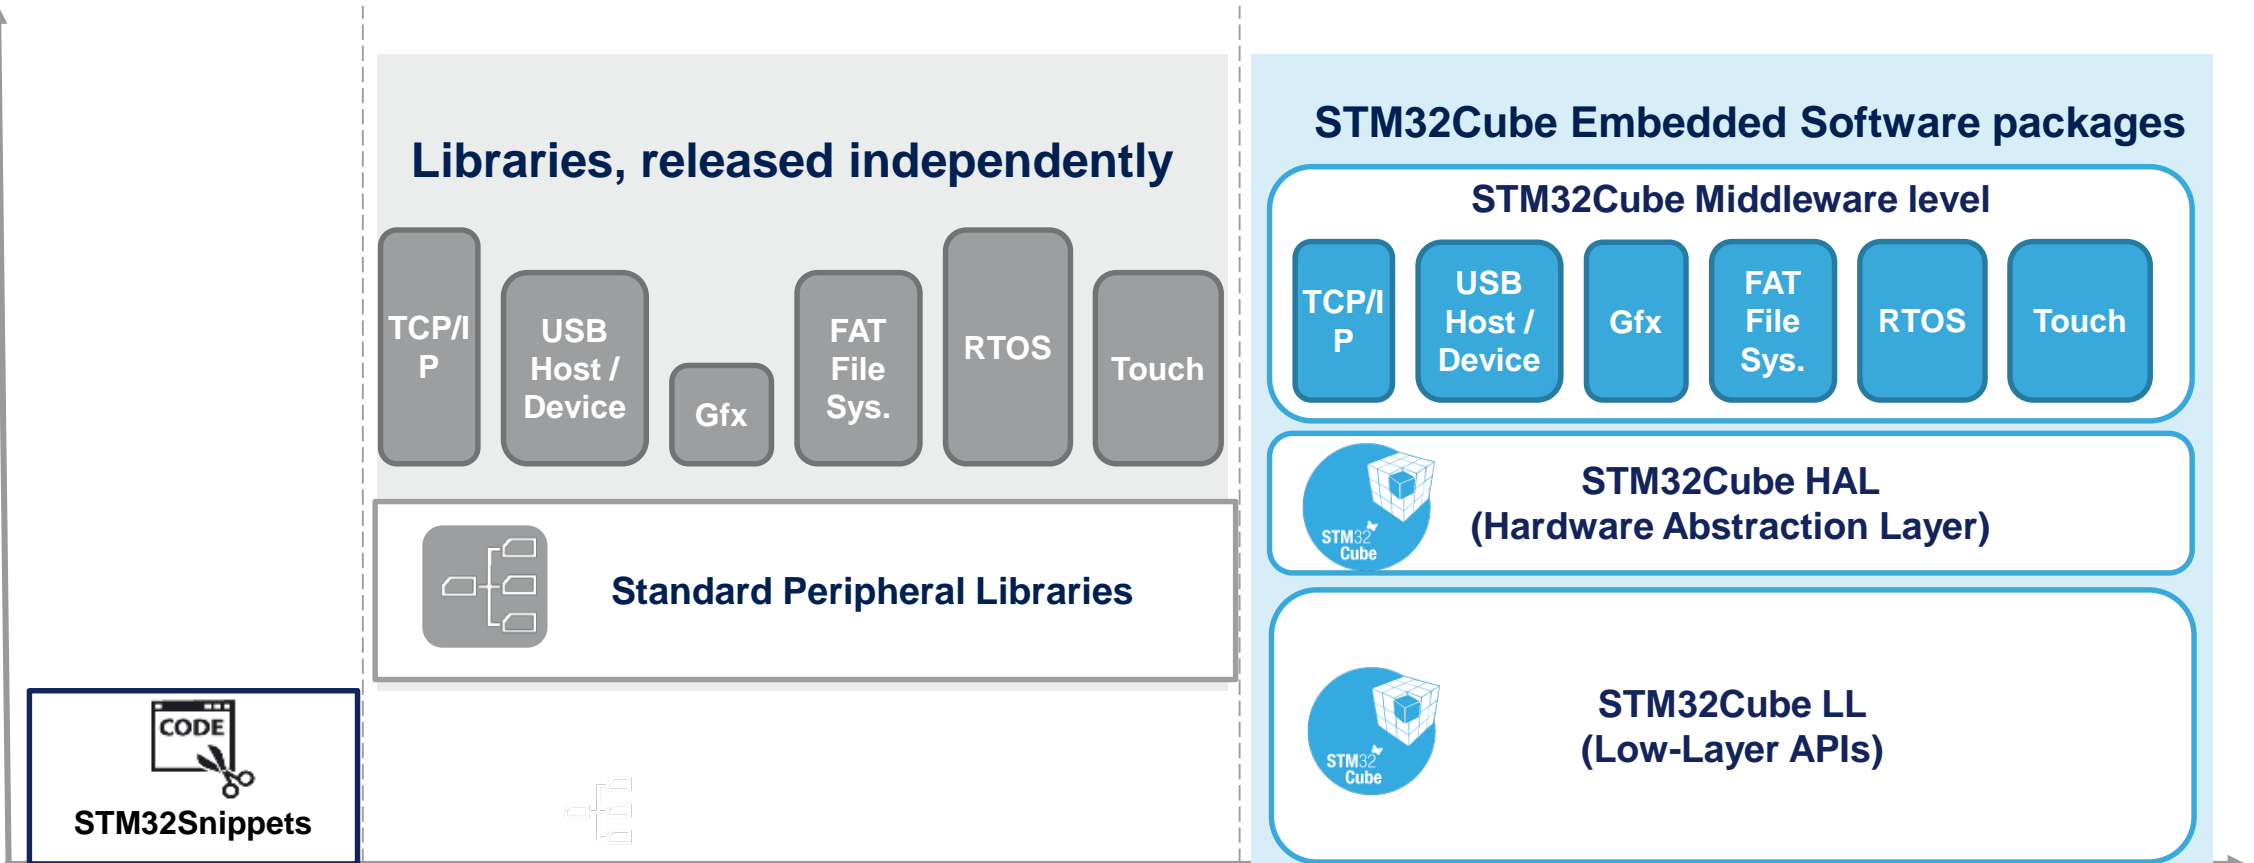 Libraries, released independently
TCP/I
P
USB
Host /
Device
Gfx
FAT
File
Sys.
RTOS
Touch
Standard Peripheral Libraries
CODE
STM32Snippets
STM32Cube Embedded Software packages
STM32Cube Middleware level
TCP/I
P
USB
Host /
Device
Gfx
FAT
File
Sys.
RTOS
Touch
STM32
Cube
STM32Cube HAL
(Hardware Abstraction Layer)
STM32
Cube
STM32Cube LL
(Low-Layer APIs)